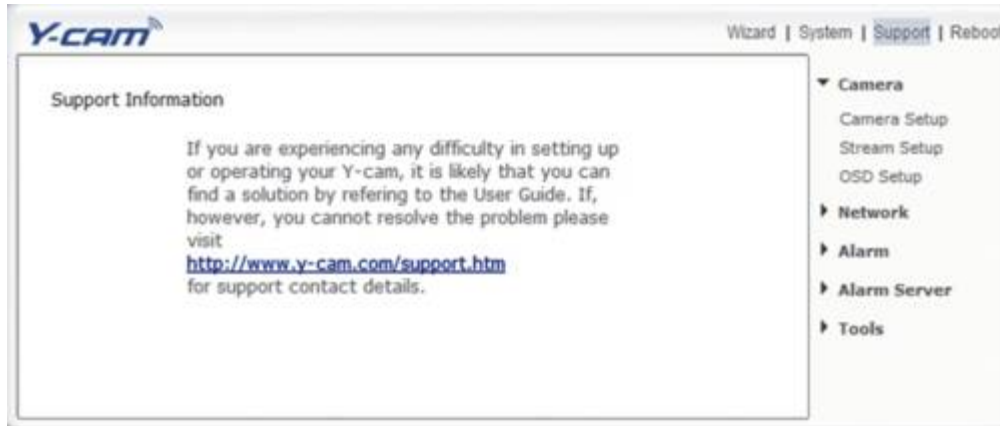 Y-cam
Wizard | System | Support | Reboot
Support Information
If you are experiencing any difficulty in setting up
or operating your Y-cam, it is likely that you can
find a solution by refering to the User Guide. If,
however, you cannot resolve the problem please
visit
http://www.y-cam.com/support.htm
for support contact details.
Camera
Camera Setup
Stream Setup
OSD Setup
Network
Alarm
Alarm Server
Tools